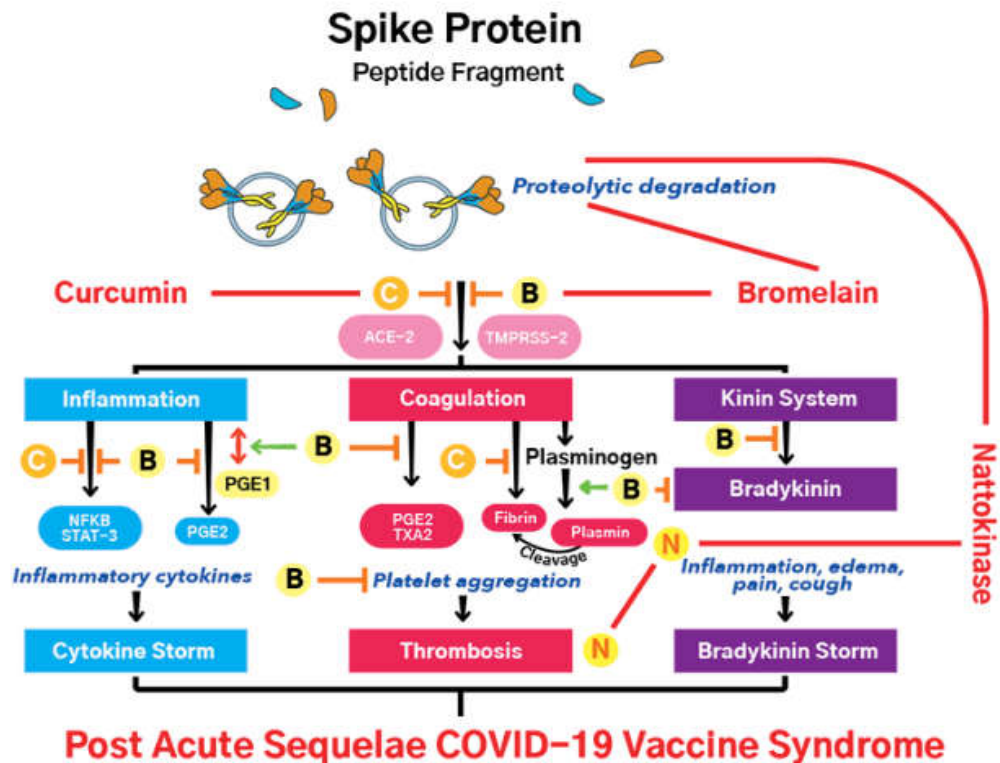 Spike Protein
Peptide Fragment
Proteolytic degradation
Curcumin
C
B
Bromelain
ACE-2
TMPRSS-2
Inflammation
Coagulation
Kinin System
C
B
B
C
B
PGE1
Plasminogen
B
Bradykinin
NFKB
STAT-3
PGE2
PGE2
TXA2
Fibrin
Plasmin
Cleavage
N
Nattokinase
Inflammatory cytokines
B
Platelet aggregation
Inflammation, edema,
pain, cough
Cytokine Storm
Thrombosis
N
Bradykinin Storm
Post Acute Sequelae COVID-19 Vaccine Syndrome